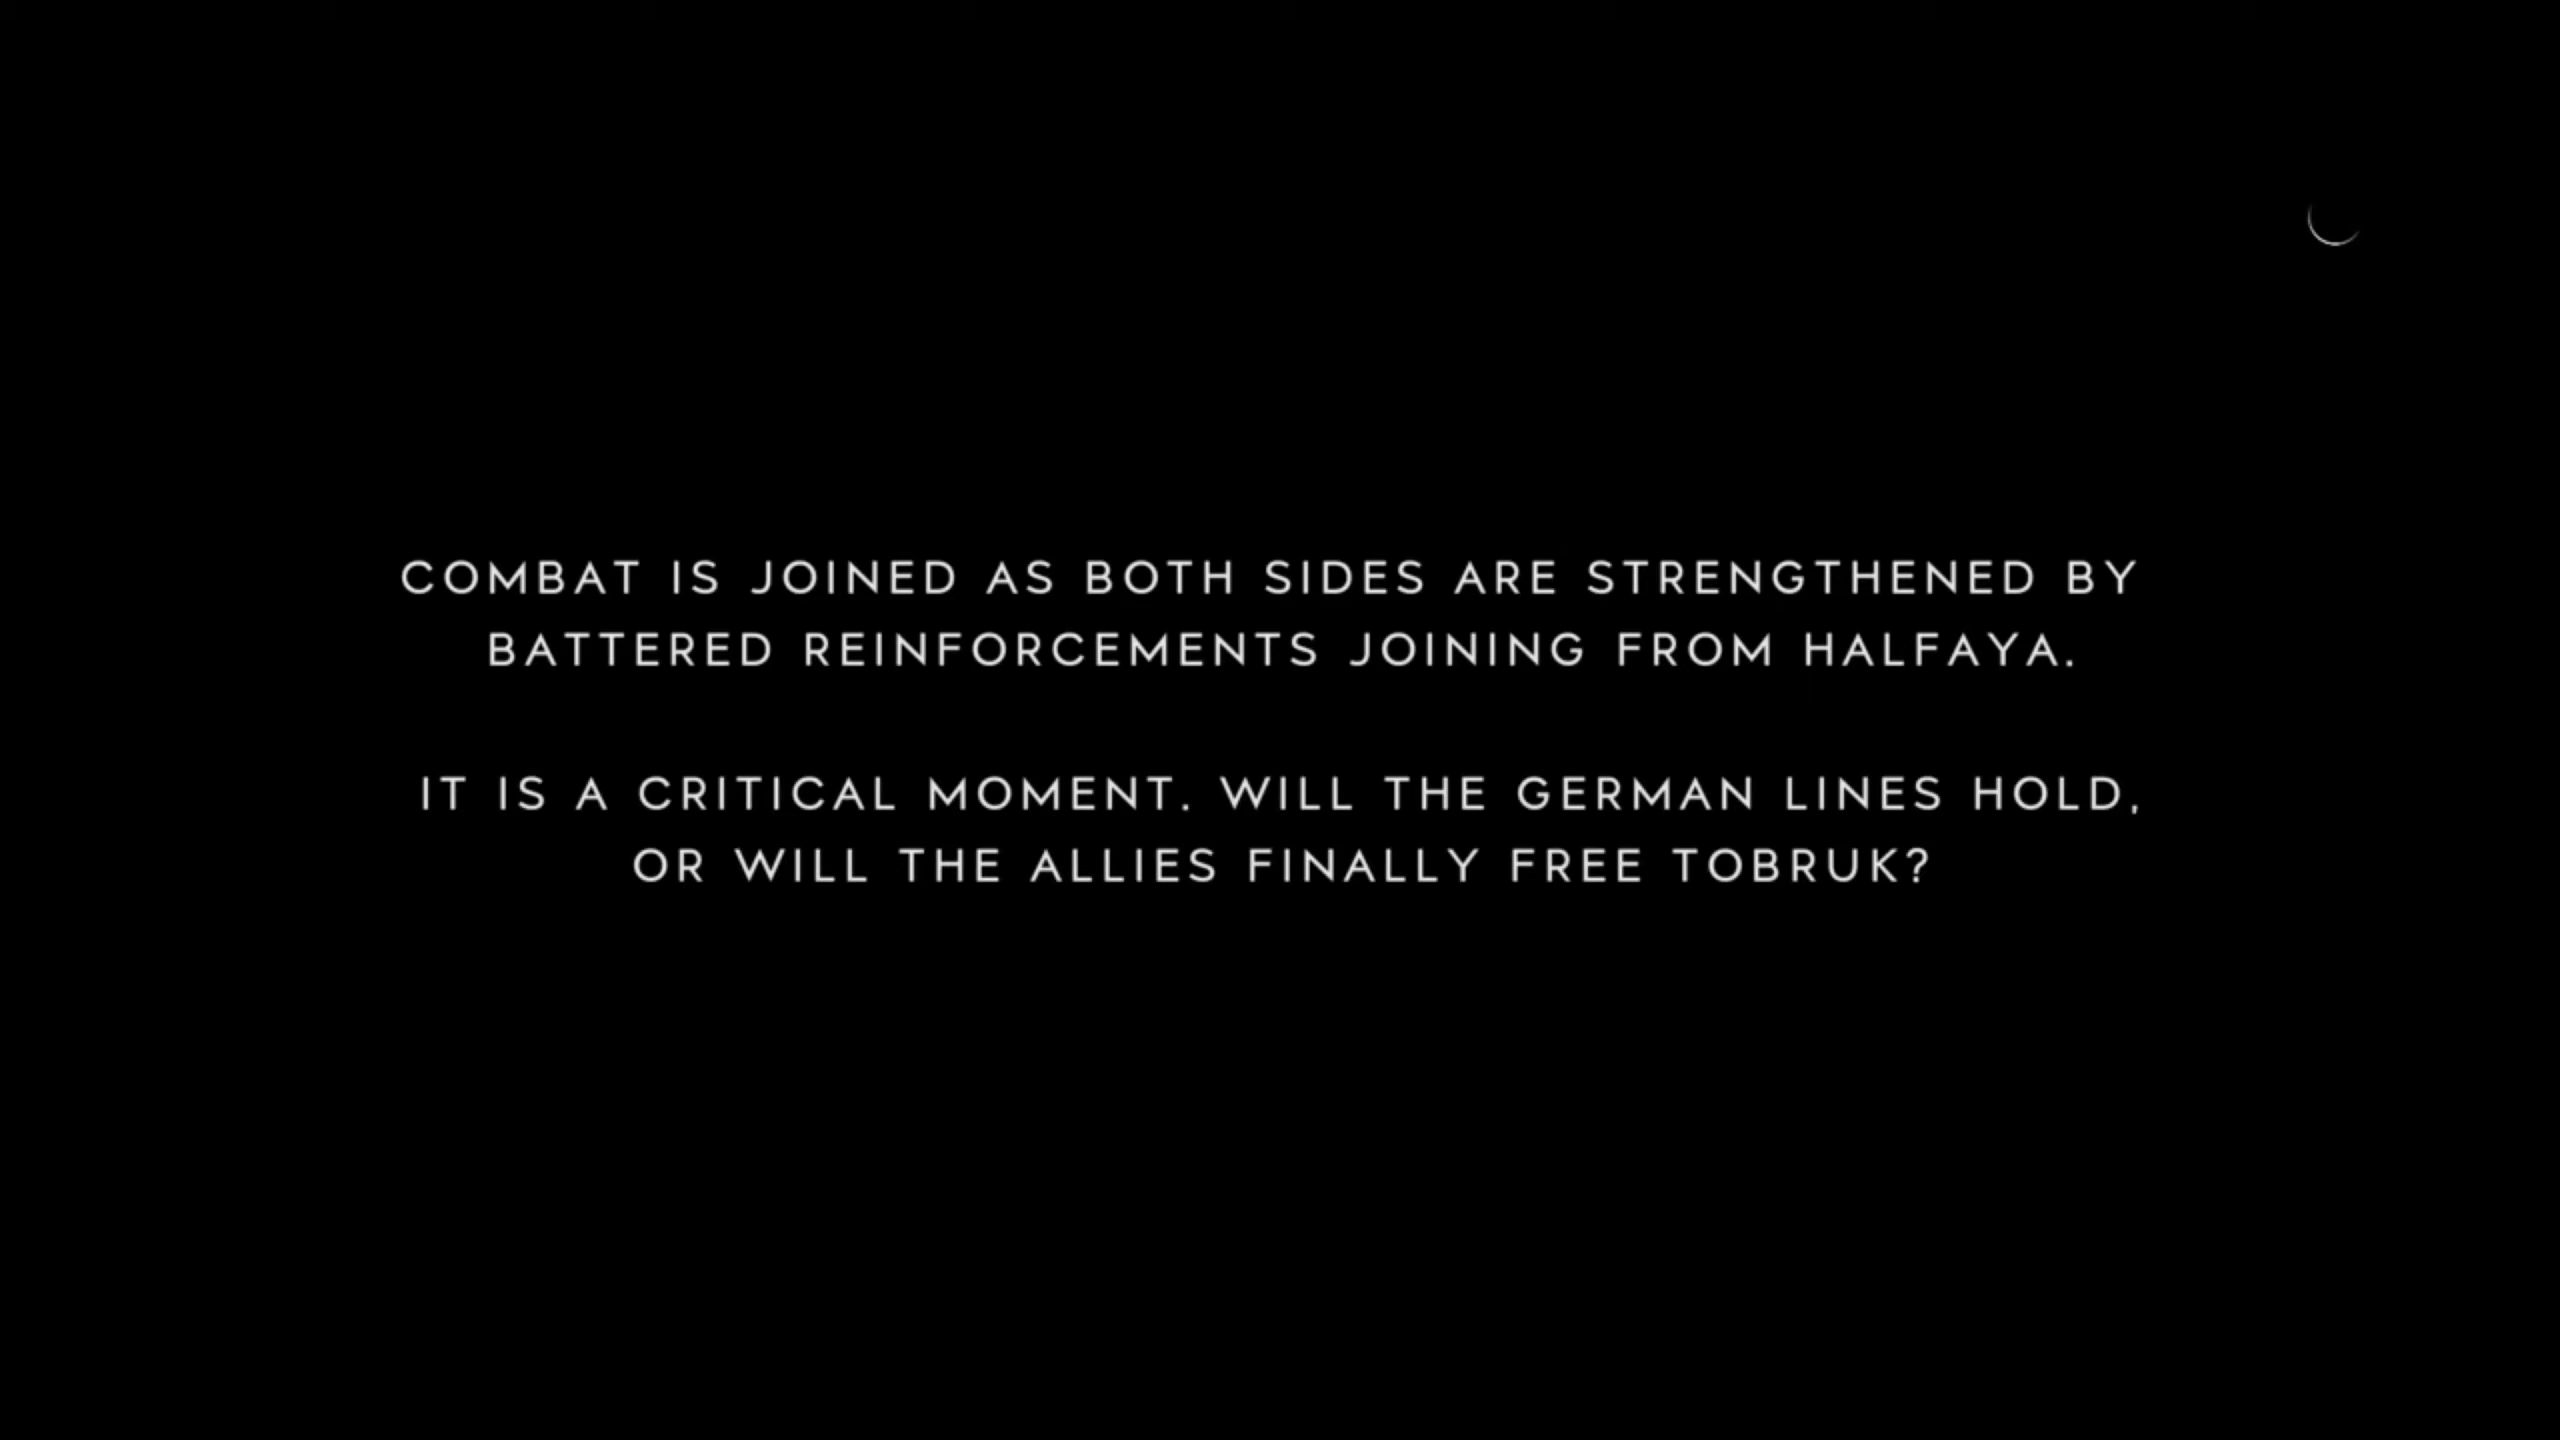 COMBAT IS JOINED AS BOTH SIDES ARE STRENGTHENED BY
BATTERED REINFORCEMENTS JOINING FROM HALFAYA.
IT IS A CRITICAL MOMENT. WILL THE GERMAN LINES HOLD,
OR WILL THE ALLIES FINALLY FREE TOBRUK?